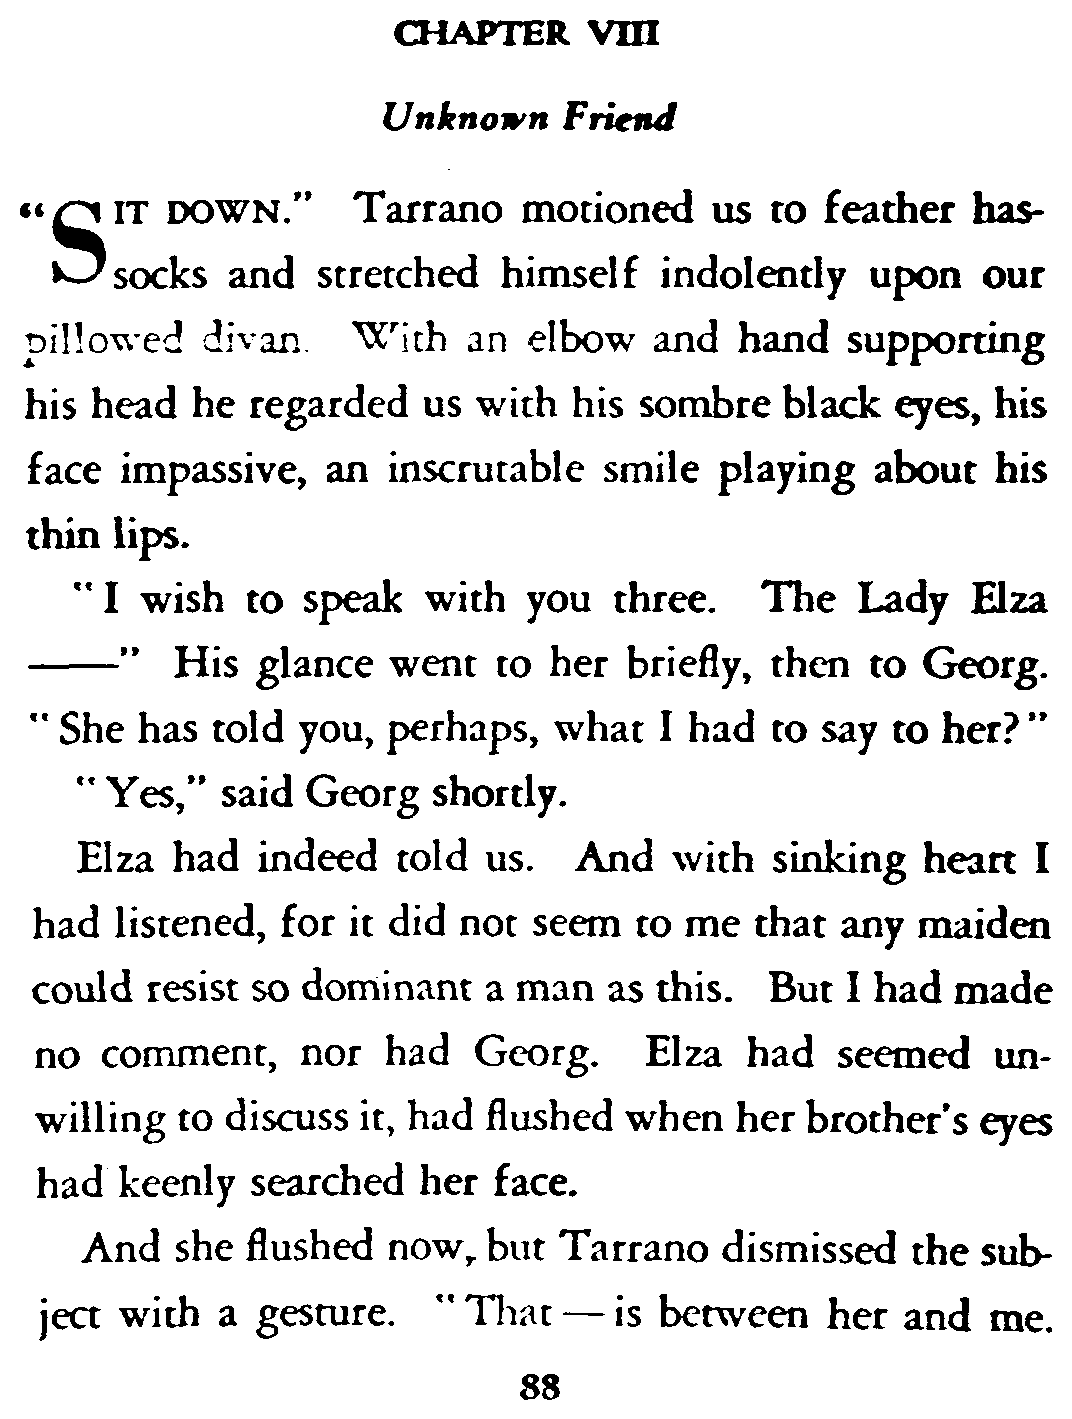 CHAPTER VIII
Unknown Friend
“SIT DOWN.” Tarrano motioned us to feather has-
socks and stretched himself indolently upon our
pillowed divan. With an elbow and hand supporting
his head he regarded us with his sombre black eyes, his
face impassive, an inscrutable smile playing about his
thin lips.
“I wish to speak with you three. The Lady Elza
——” His glance went to her briefly, then to Georg.
“She has told you, perhaps, what I had to say to her?”
“Yes,” said Georg shortly.
Elza had indeed told us. And with sinking heart I
had listened, for it did not seem to me that any maiden
could resist so dominant a man as this. But I had made
no comment, nor had Georg. Elza had seemed un-
willing to discuss it, had flushed when her brother's eyes
had keenly searched her face.
And she flushed now, but Tarrano dismissed the sub-
ject with a gesture. “That — is between her and me.
88